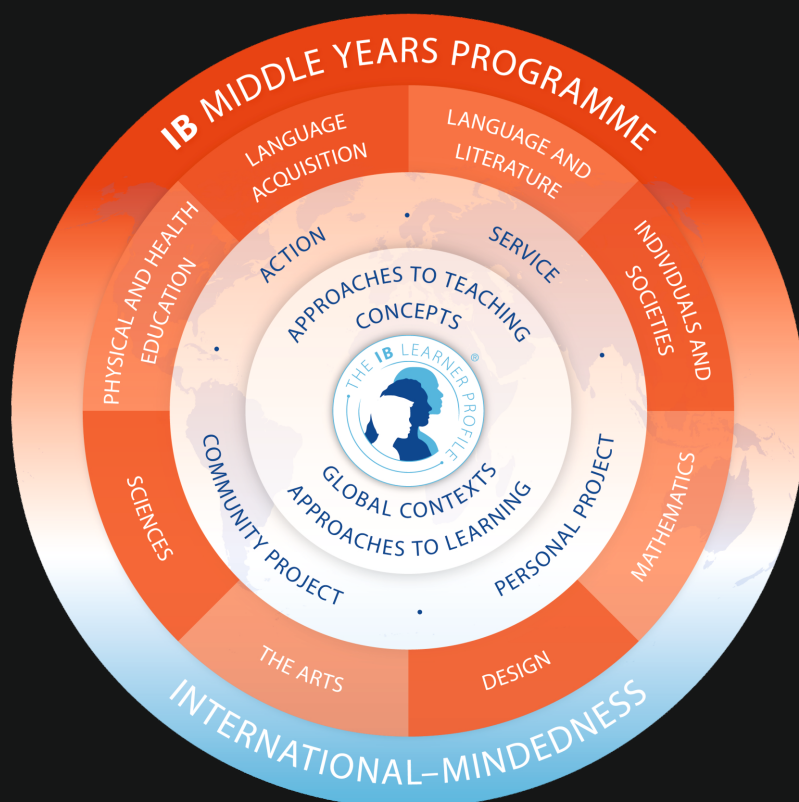 IB MIDDLE YEARS PROGRAMME
LANGUAGE
ACQUISITION
LANGUAGE AND
LITERATURE
PHYSICAL AND HEALTH
EDUCATION
INDIVIDUALS AND
SOCIETIES
ACTION
SERVICE
APPROACHES TO TEACHING
CONCEPTS
THE IB LEARNER PROFILE
®
GLOBAL CONTEXTS
APPROACHES TO LEARNING
COMMUNITY PROJECT
PERSONAL PROJECT
SCIENCES
MATHEMATICS
THE ARTS
DESIGN
INTERNATIONAL–MINDEDNESS